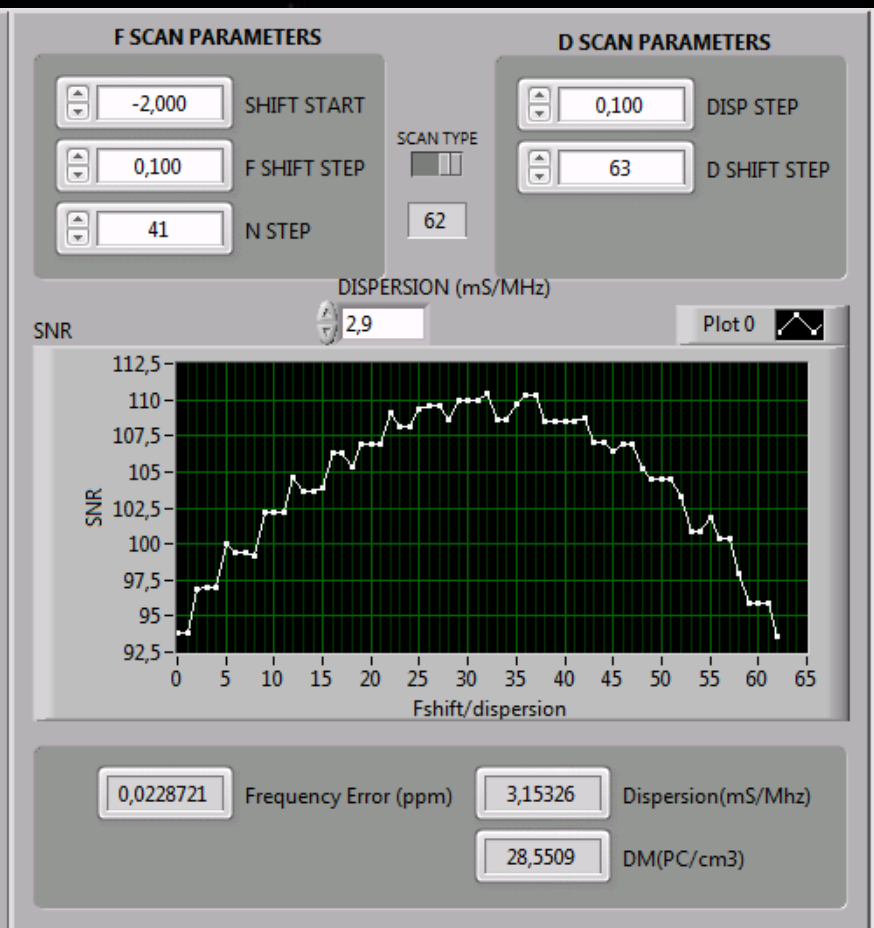 F SCAN PARAMETERS
D SCAN PARAMETERS
-2,000 SHIFT START
0,100 F SHIFT STEP
41 N STEP
SCAN TYPE
62
0,100 DISP STEP
63 D SHIFT STEP
DISPERSION (mS/MHz)
2,9
SNR
Plot 0
SNR
112,5
110
107,5
105
102,5
100
97,5
95
92,5
0 5 10 15 20 25 30 35 40 45 50 55 60 65
Fshift/dispersion
0,0228721 Frequency Error (ppm)
3,15326 Dispersion(mS/Mhz)
28,5509 DM(PC/cm3)